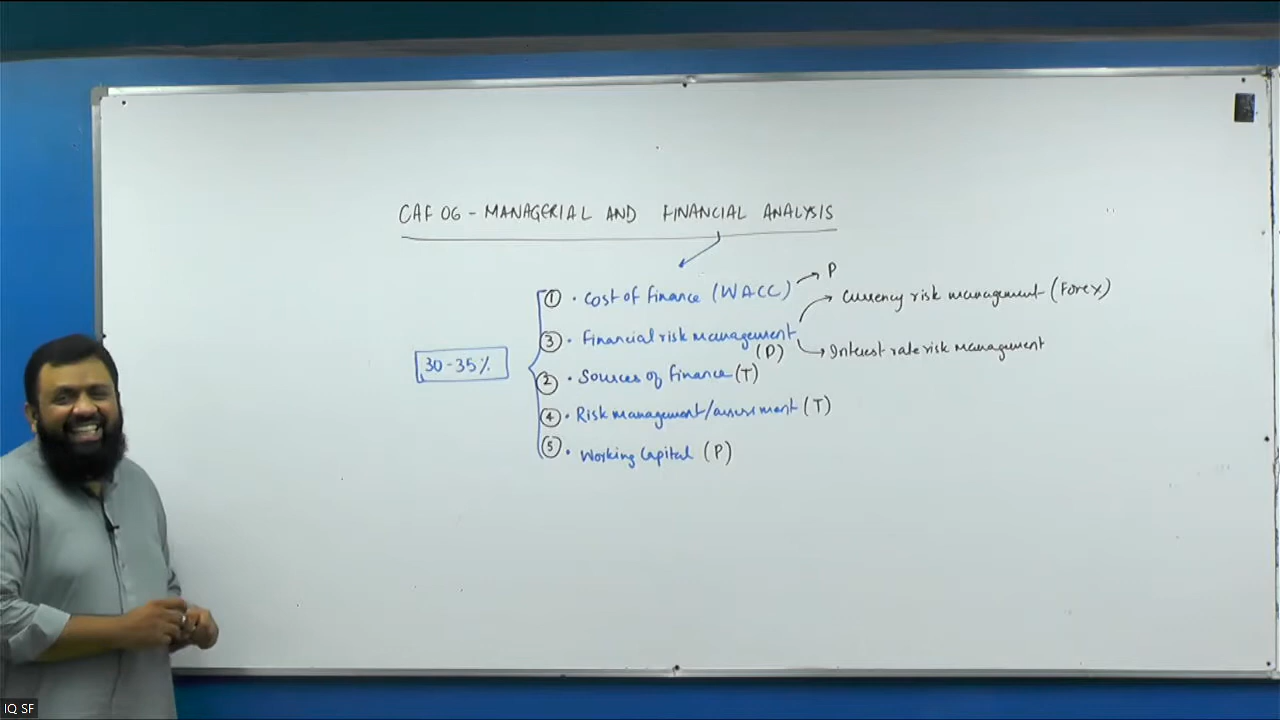 CAF 06 - MANAGERIAL AND FINANCIAL ANALYSIS
① • Cost of finance (WACC) → P
Currency risk management (Forex)
③ • Financial risk management
(P)
Interest rate risk management
30-35%
② • Sources of finance (T)
④ • Risk management/assessment (T)
⑤ • Working Capital (P)
IQ SF